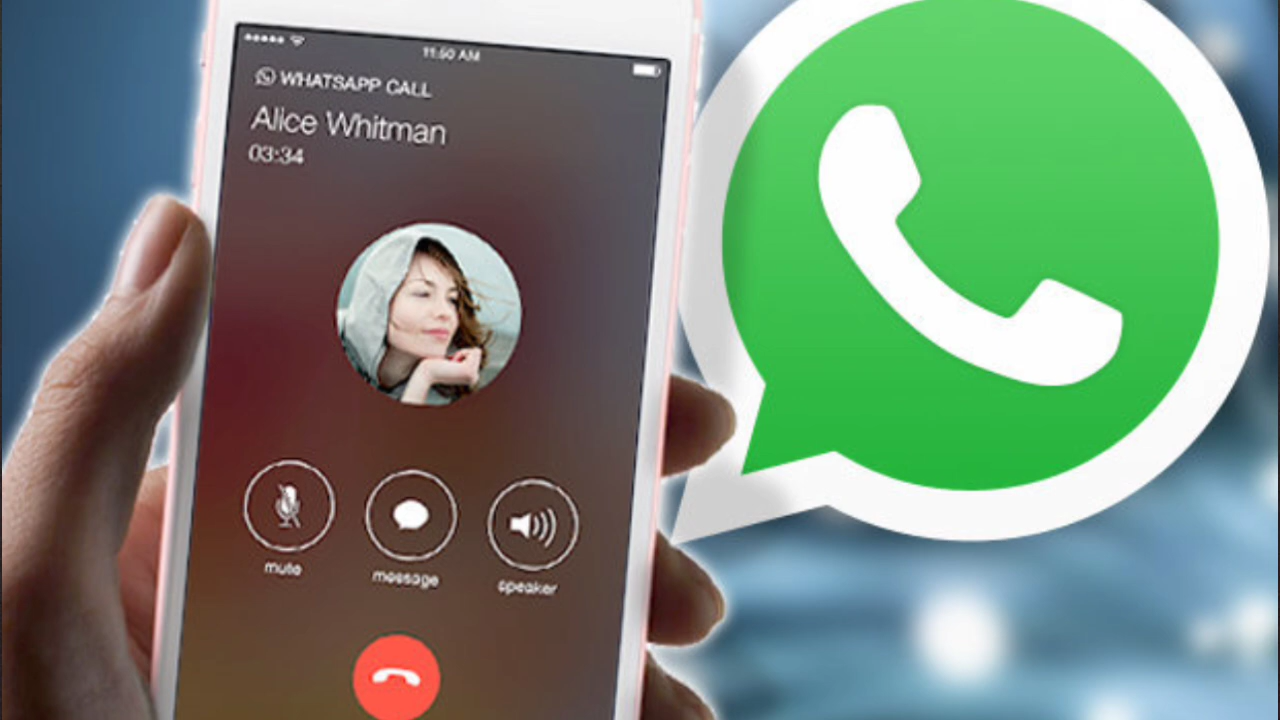 11:50 AM
WHATSAPP CALL
Alice Whitman
03:34
mute
message
speaker